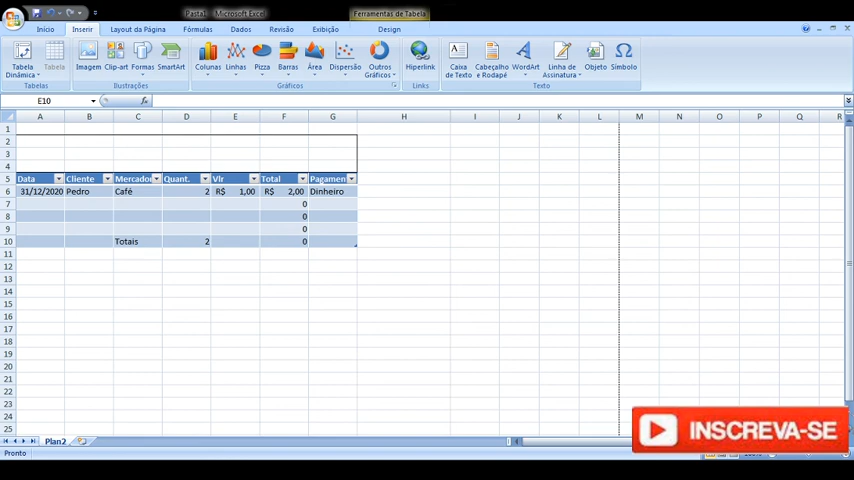 Pasta1 - Microsoft Excel
Ferramentas de Tabela
Início Inserir Layout da Página Fórmulas Dados Revisão Exibição Design
Tabela Dinâmica Tabela Imagem Clip-art Formas SmartArt Colunas Linhas Pizza Barras Área Dispersão Outros Gráficos Hiperlink Caixa de Texto Cabeçalho e Rodapé WordArt Linha de Assinatura Objeto Símbolo
Tabelas Ilustrações Gráficos Links Texto
E10 fx
A B C D E F G H I J K L M N O P Q R
1
2
3
4
5 Data Cliente Mercador Quant. Vlr Total Pagamen
6 31/12/2020 Pedro Café 2 R$ 1,00 R$ 2,00 Dinheiro
7 0
8 0
9 0
10 Totais 2 0
11
12
13
14
15
16
17
18
19
20
21
22
23
24
25
INSCREVA-SE
Plan2
Pronto